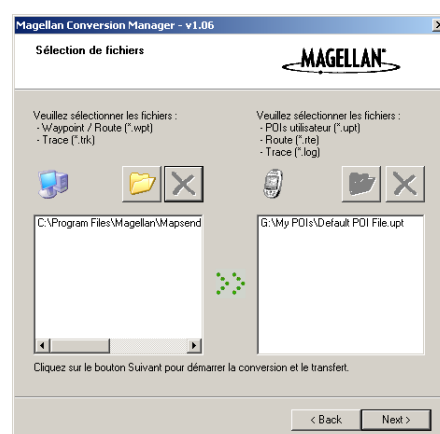 Magellan Conversion Manager - v1.06
Sélection de fichiers
MAGELLAN
Veuillez sélectionner les fichiers :
- Waypoint / Route (*.wpt)
- Trace (*.trk)
Veuillez sélectionner les fichiers :
- POIs utilisateur (*.upt)
- Route (*.rte)
- Trace (*.log)
C:\Program Files\Magellan\Mapsend
G:\My POIs\Default POI File.upt
Cliquez sur le bouton Suivant pour démarrer la conversion et le transfert.
< Back
Next >